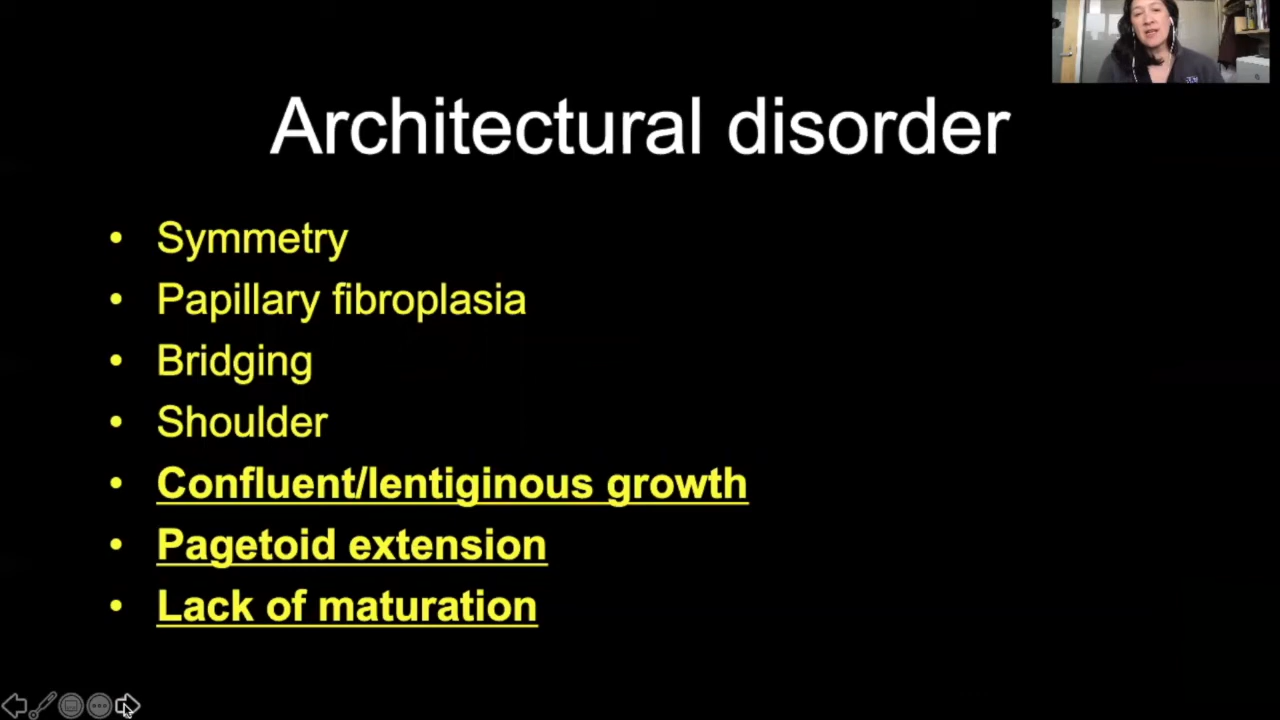 Architectural disorder
• Symmetry
• Papillary fibroplasia
• Bridging
• Shoulder
• Confluent/lentiginous growth
• Pagetoid extension
• Lack of maturation